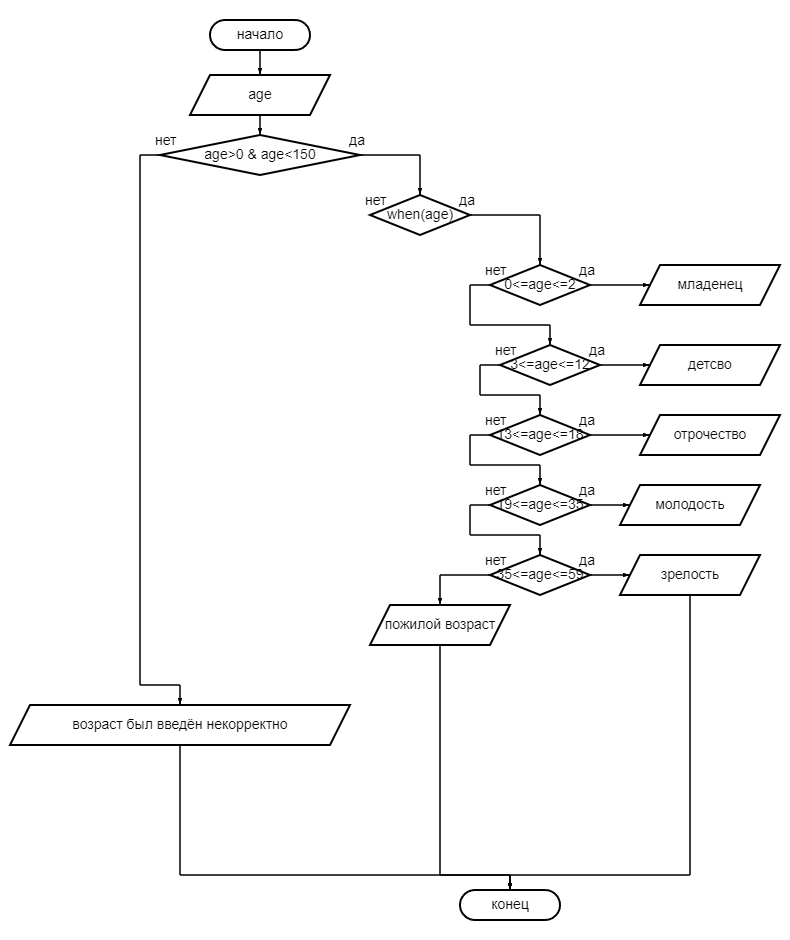 начало
age
нет
да
age>0 & age<150
нет
да
when(age)
нет
да
0<=age<=2
младенец
нет
да
3<=age<=12
детсво
нет
да
13<=age<=18
отрочество
нет
да
19<=age<=35
молодость
нет
да
35<=age<=59
зрелость
пожилой возраст
возраст был введён некорректно
конец